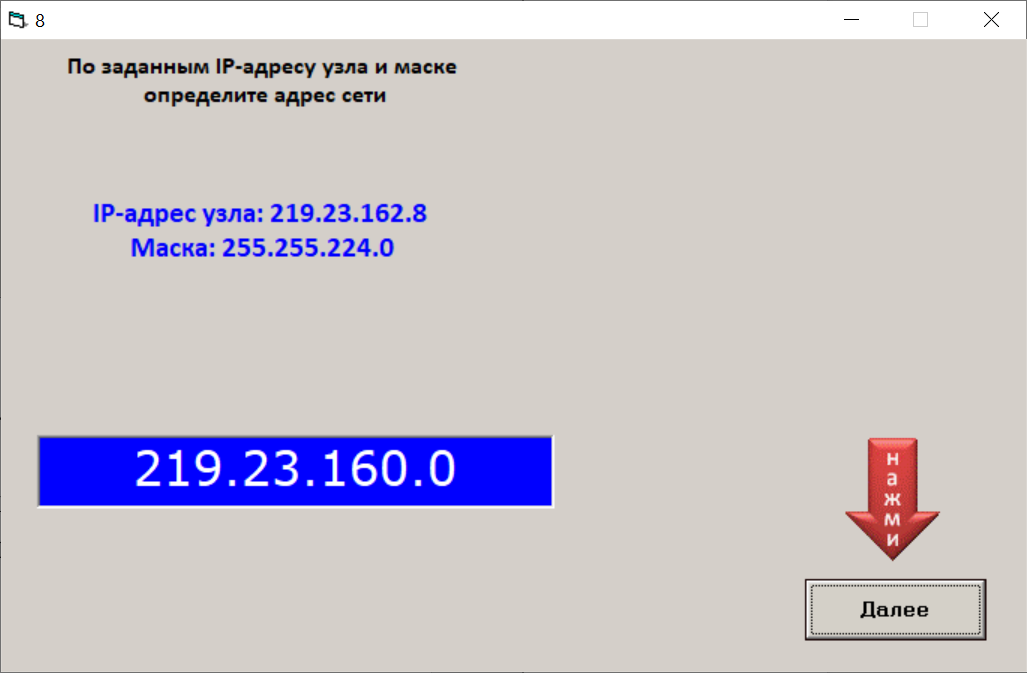 8
По заданным IP-адресу узла и маске
определите адрес сети
IP-адрес узла: 219.23.162.8
Маска: 255.255.224.0
219.23.160.0
нажми
Далее